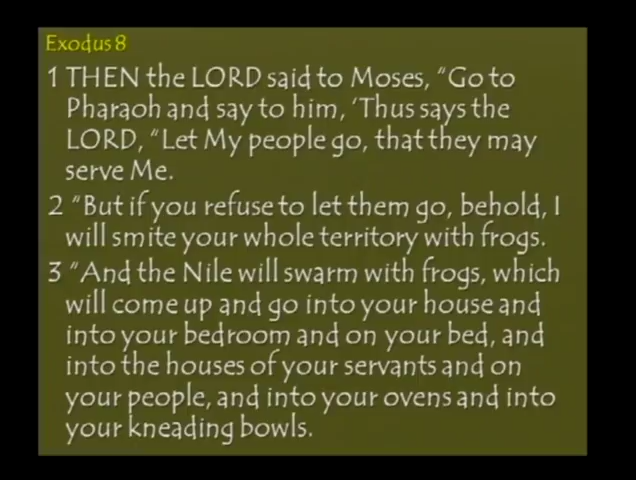 Exodus 8
1 THEN the LORD said to Moses, "Go to
Pharaoh and say to him, 'Thus says the
LORD, "Let My people go, that they may
serve Me.
2 "But if you refuse to let them go, behold, I
will smite your whole territory with frogs.
3 "And the Nile will swarm with frogs, which
will come up and go into your house and
into your bedroom and on your bed, and
into the houses of your servants and on
your people, and into your ovens and into
your kneading bowls.